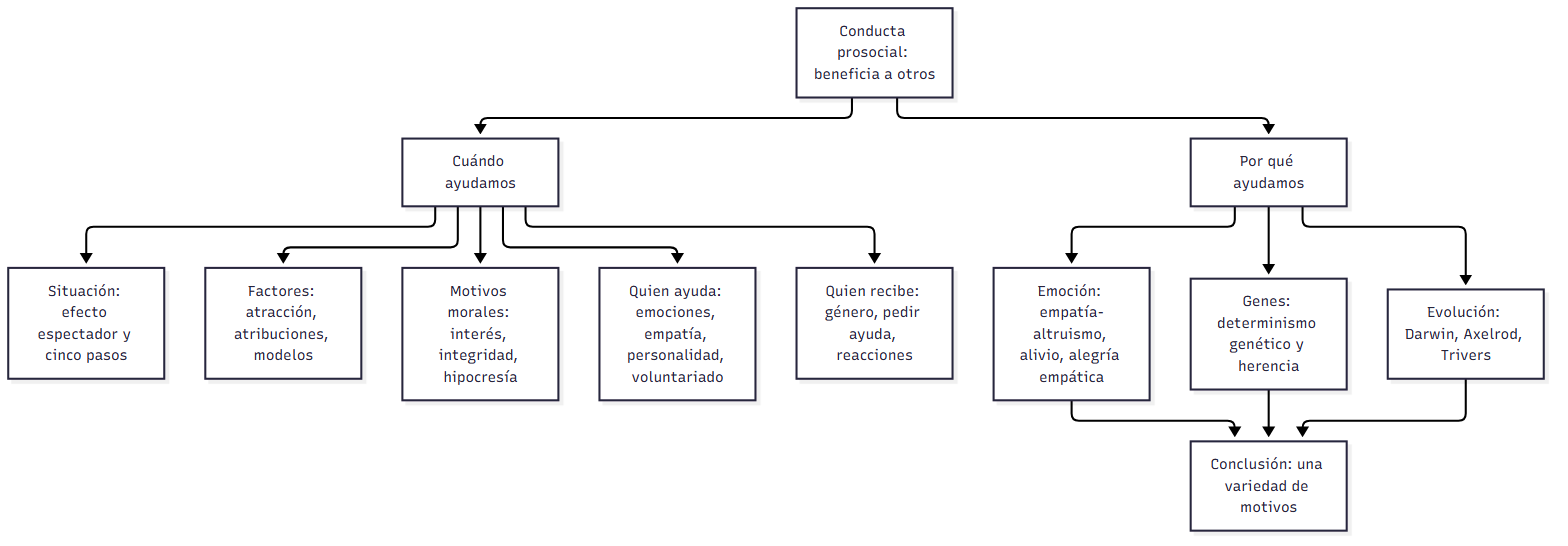 Conducta
prosocial:
beneficia a otros
Cuándo
ayudamos
Por qué
ayudamos
Situación:
efecto
espectador y
cinco pasos
Factores:
atracción,
atribuciones,
modelos
Motivos
morales:
interés,
integridad,
hipocresía
Quien ayuda:
emociones,
empatía,
personalidad,
voluntariado
Quien recibe:
género, pedir
ayuda,
reacciones
Emoción:
empatía-
altruismo,
alivio, alegría
empática
Genes:
determinismo
genético y
herencia
Evolución:
Darwin, Axelrod,
Trivers
Conclusión: una
variedad de
motivos